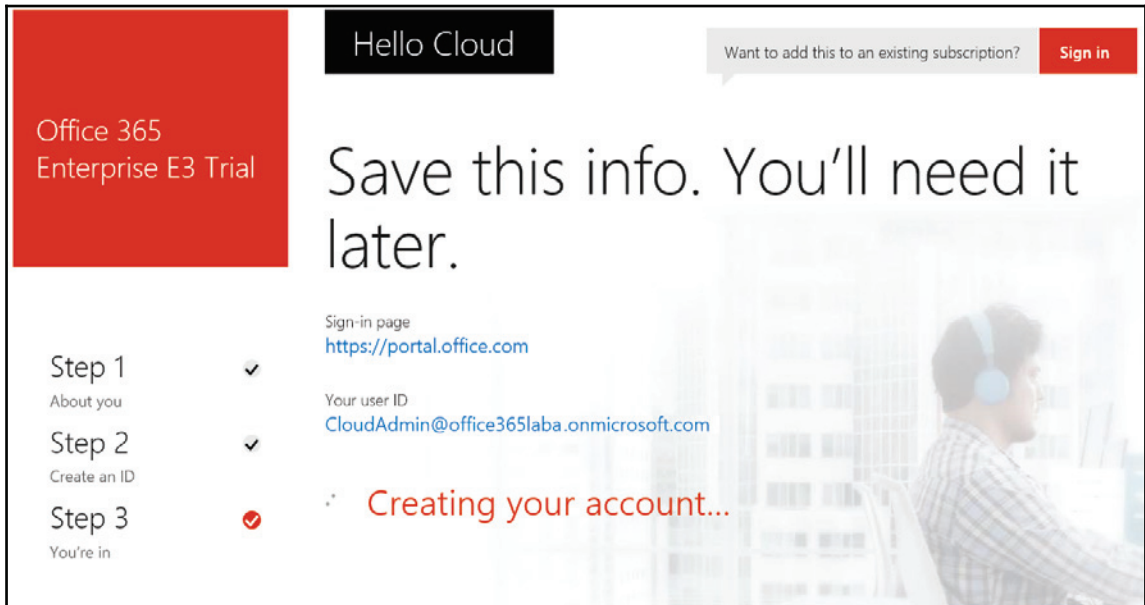 Office 365
Enterprise E3 Trial
Hello Cloud
Want to add this to an existing subscription?
Sign in
Save this info. You'll need it
later.
Sign-in page
https://portal.office.com
Your user ID
CloudAdmin@office365laba.onmicrosoft.com
Creating your account...
Step 1
About you
Step 2
Create an ID
Step 3
You're in